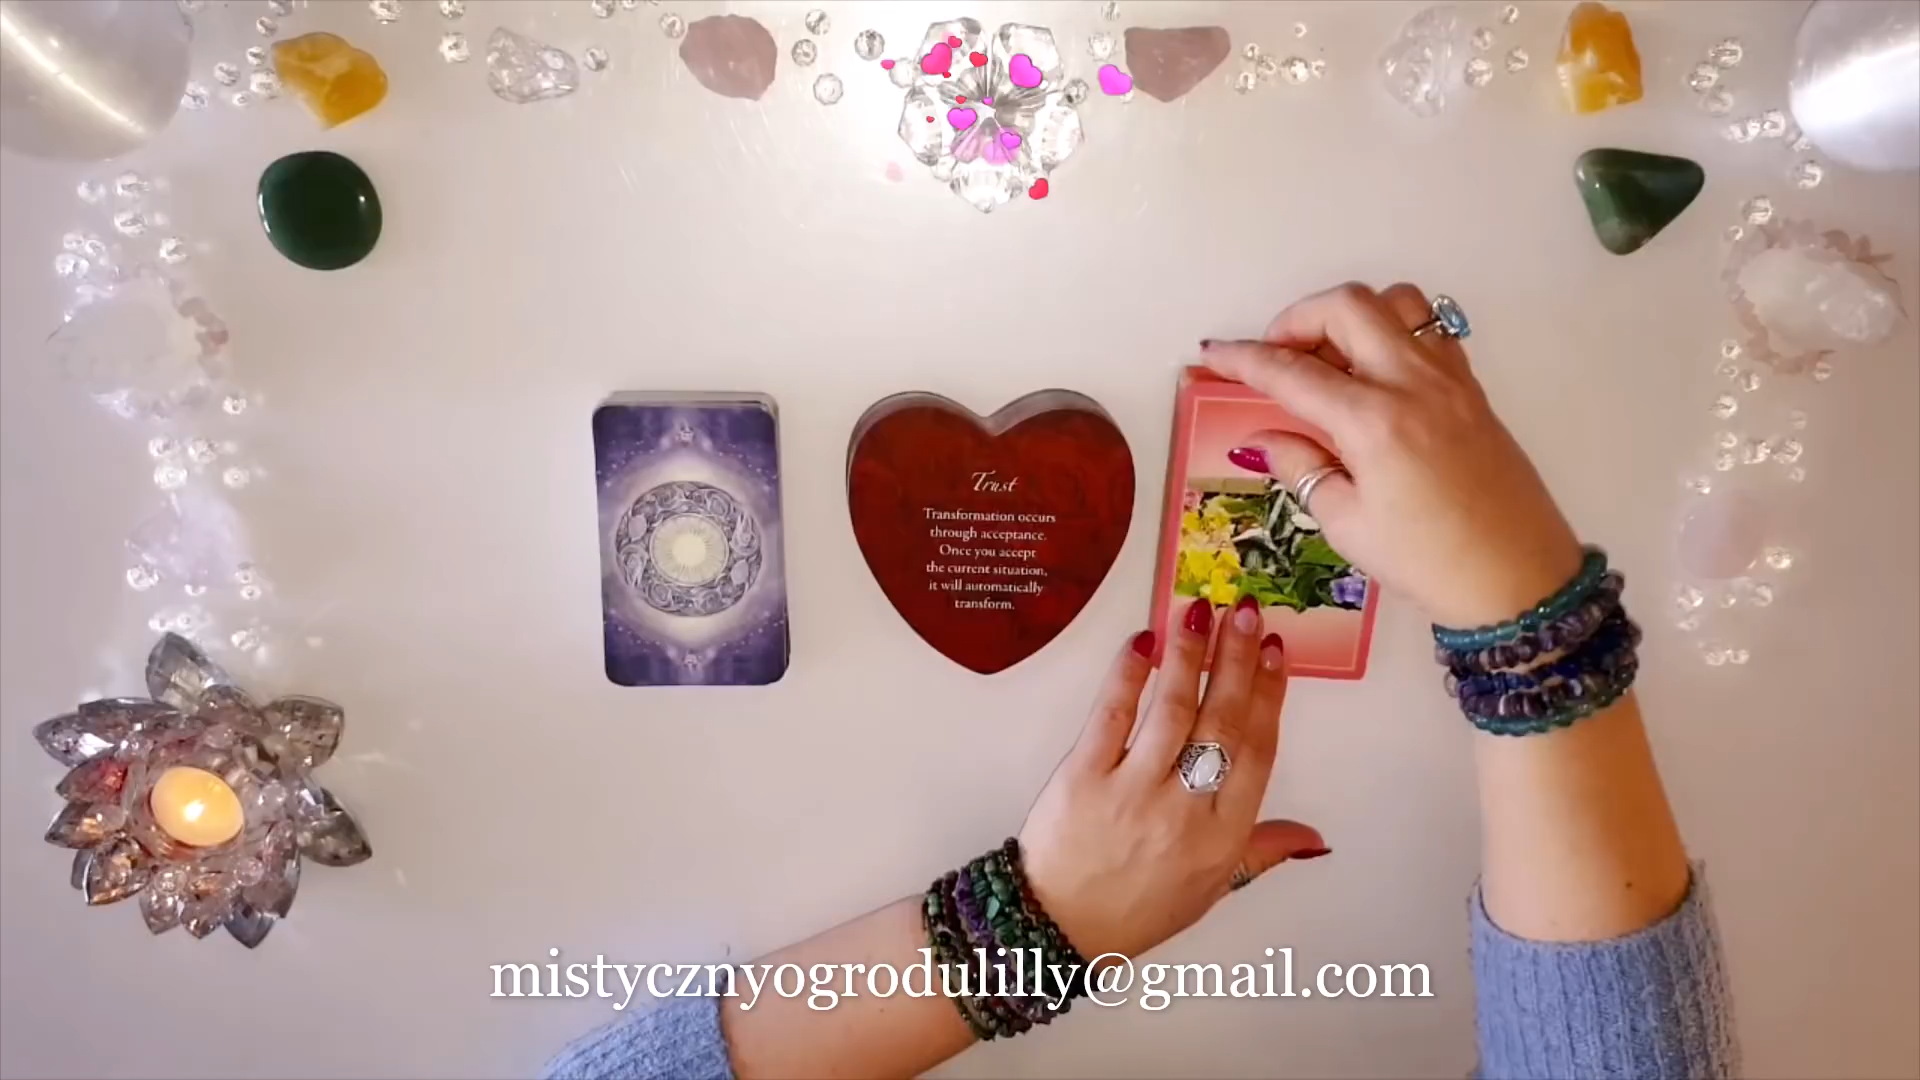 Trust
Transformation occurs
through acceptance.
Once you accept
the current situation,
it will automatically
transform.
mistycznyogrodulilly@gmail.com